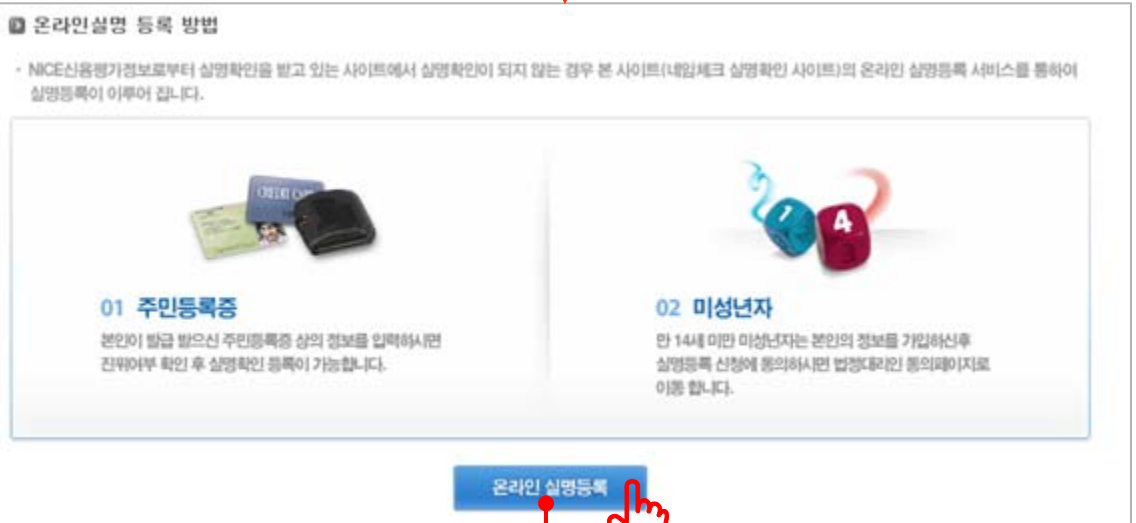 온라인실명 등록 방법
· NICE신용평가정보로부터 실명확인을 받고 있는 사이트에서 실명확인이 되지 않는 경우 본 사이트(네임체크 실명확인 사이트)의 온라인 실명등록 서비스를 통하여
실명등록이 이루어 집니다.
CREDIT CARD
1
4
01 주민등록증
본인이 발급 받으신 주민등록증 상의 정보를 입력하시면
진위여부 확인 후 실명확인 등록이 가능합니다.
02 미성년자
만 14세 미만 미성년자는 본인의 정보를 가입하신후
실명등록 신청에 동의하시면 법정대리인 동의페이지로
이동 합니다.
온라인 실명등록